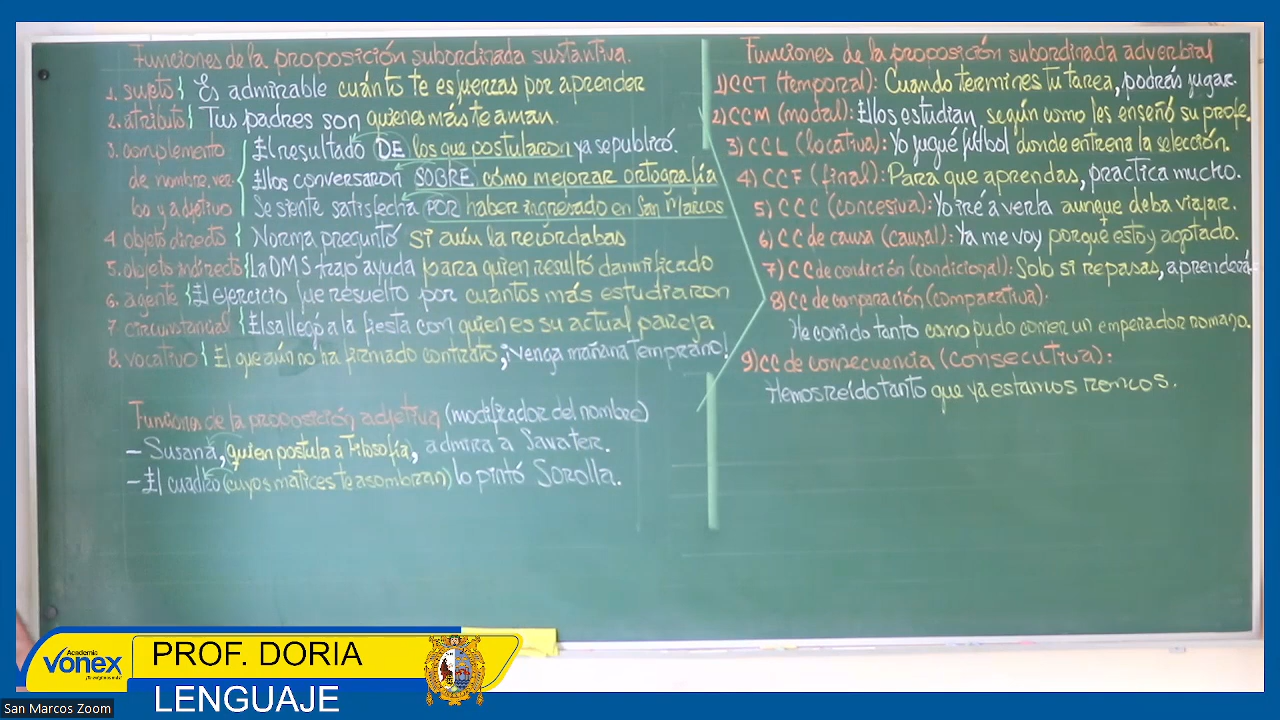 Funciones de la proposición subordinada sustantiva.
1. sujeto { Es admirable cuánto te esfuerzas por aprender
2. atributo { Tus padres son quienes más te aman.
3. complemento { El resultado DE los que postularon ya se publicó.
de nombre, ver- Ellos conversaron SOBRE cómo mejorar ortografía
bo y adjetivo Se siente satisfecha POR haber ingresado en San Marcos
4 objeto directo { Norma preguntó si aún la recordabas
5. objeto indirecto { La OMS trajo ayuda para quien resultó damnificado
6. agente { El ejercicio fue resuelto por cuantos más estudiaron
7 circunstancial { Elsa llegó a la fiesta con quien es su actual pareja
8. vocativo { El que aún no ha firmado contrato, ¡venga mañana temprano!
Funciones de la proposición adjetiva (modificador del nombre)
- Susana, quien postula a Filosofía, admira a Savater.
- El cuadro (cuyos matices te asombran) lo pintó Sorolla.
Funciones de la proposición subordinada adverbial
1) CCT (temporal): Cuando termines tu tarea, podrás jugar.
2) CCM (modal): Ellos estudian según como les enseñó su profe.
3) CCL (locativa): Yo jugué fútbol donde entrena la selección.
4) CCF (final): Para que aprendas, practica mucho.
5) CCC (concesiva): Yo iré a verla aunque deba viajar.
6) CC de causa (causal): Ya me voy porque estoy agotado.
7) CC de condición (condicional): Solo si repasas, aprenderás
8) CC de comparación (comparativa):
He comido tanto como pudo comer un emperador romano.
9) CC de consecuencia (consecutiva):
Hemos reído tanto que ya estamos roncos.
Academia
vonex
PROF. DORIA
LENGUAJE
San Marcos Zoom